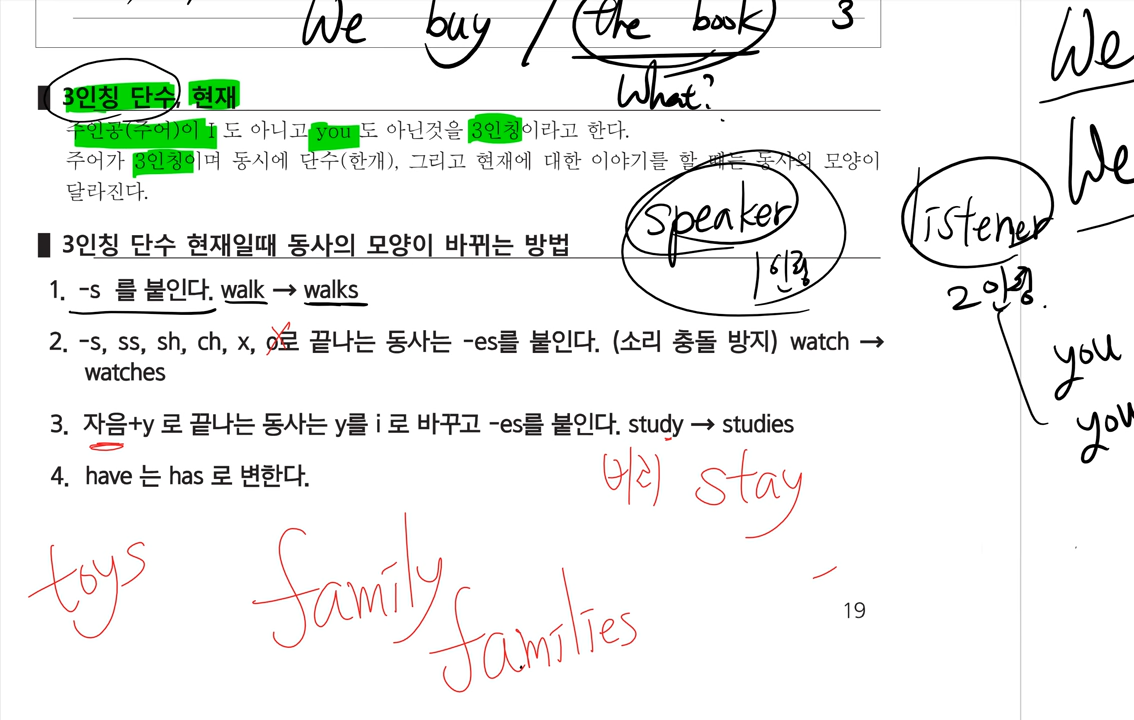 We buy / the book 3
What?
We
We
3인칭 단수, 현재
주인공(주어)이 I 도 아니고 you 도 아닌것을 3인칭이라고 한다.
주어가 3인칭이며 동시에 단수(한개), 그리고 현재에 대한 이야기를 할 때는 동사의 모양이
달라진다.
speaker
1인칭
listener
2인칭.
you
you
3인칭 단수 현재일때 동사의 모양이 바뀌는 방법
1. -s 를 붙인다. walk → walks
2. -s, ss, sh, ch, x, o로 끝나는 동사는 -es를 붙인다. (소리 충돌 방지) watch →
watches
3. 자음+y 로 끝나는 동사는 y를 i 로 바꾸고 -es를 붙인다. study → studies
4. have 는 has 로 변한다.
stay
toys
family
families
19